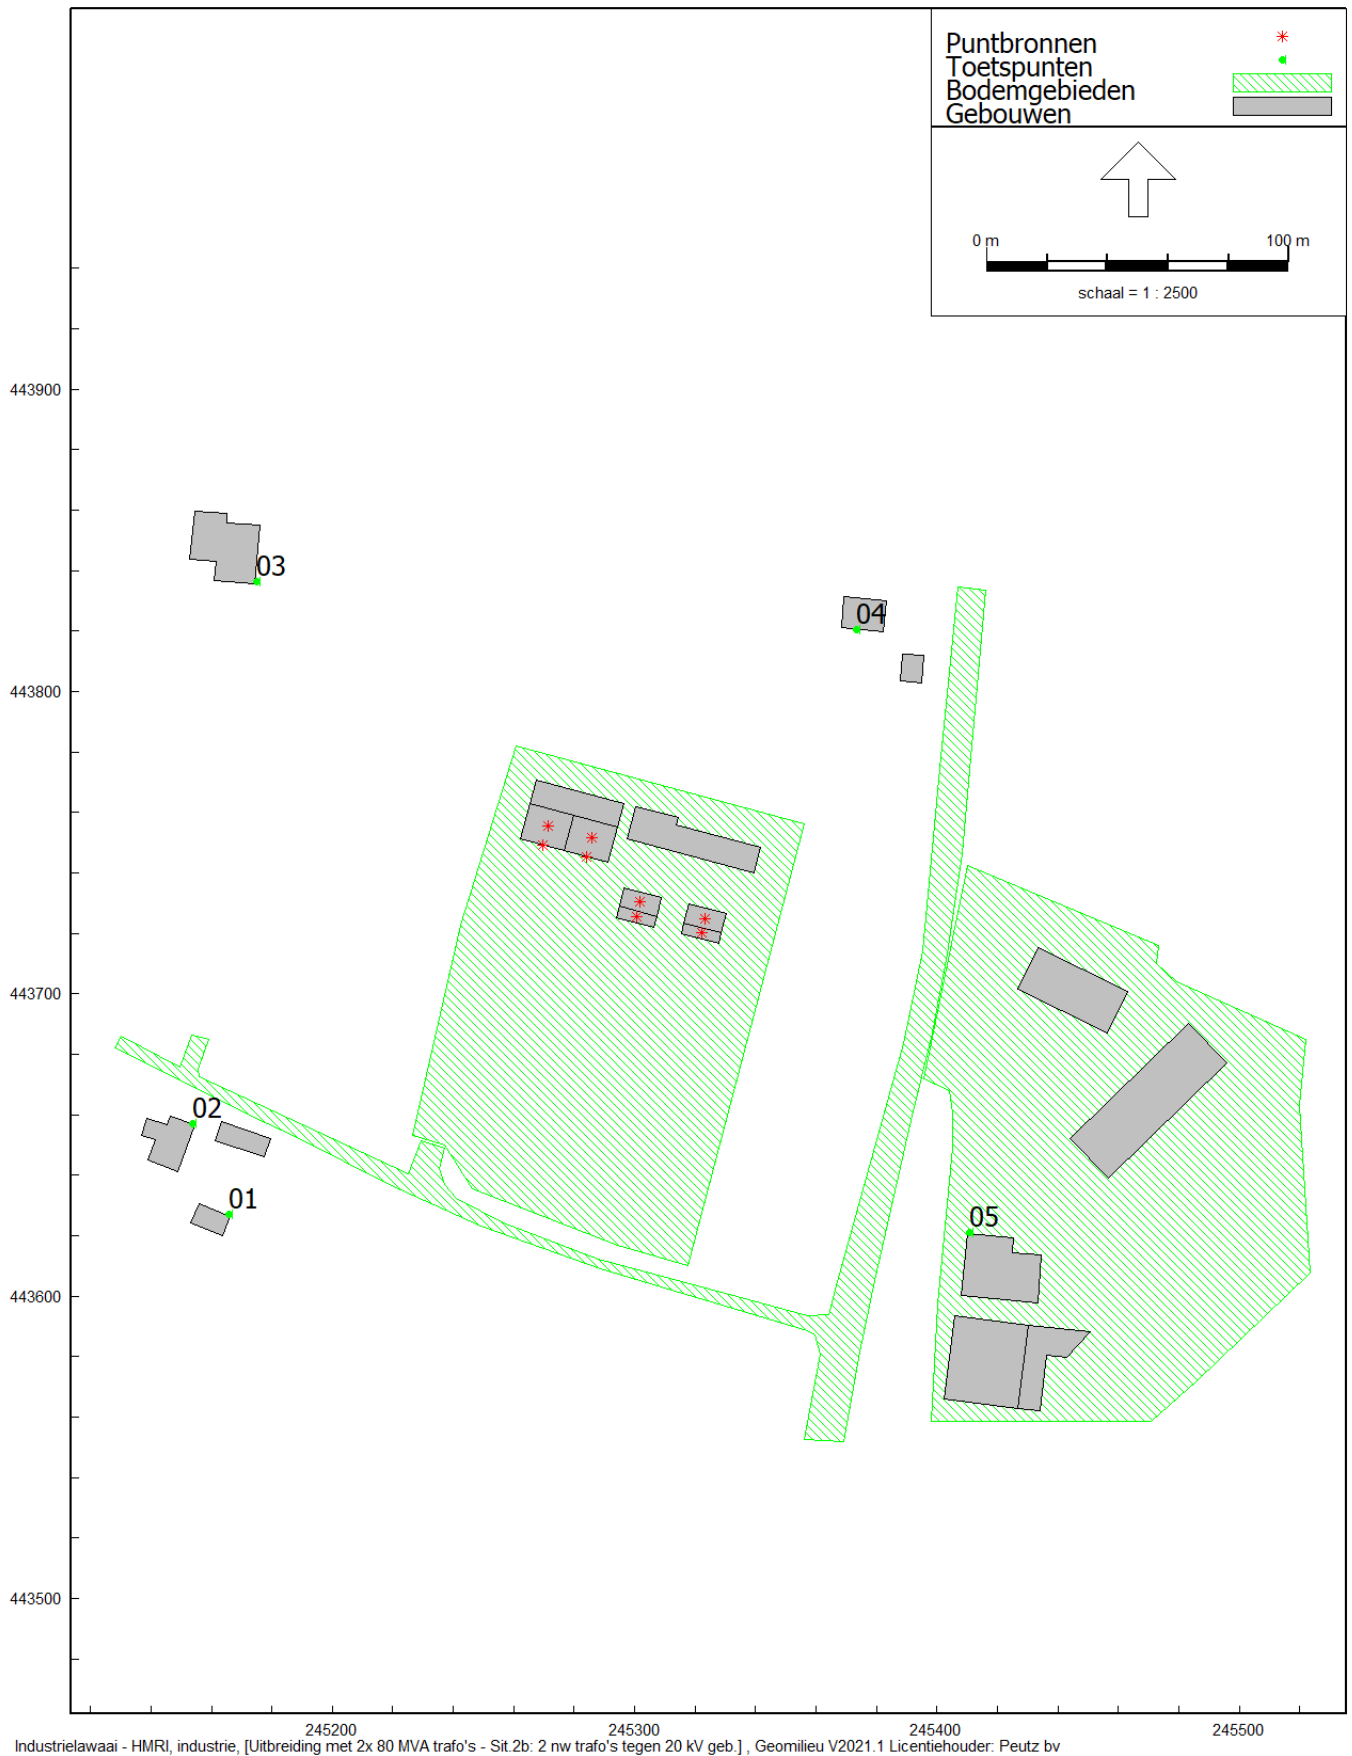 Puntbronnen
Toetspunten
Bodemgebieden
Gebouwen
0 m 100 m
schaal = 1 : 2500
443900
03
04
443800
443700
02
01
05
443600
443500
245200 245300 245400 245500
Industrielawaai - HMRI, industrie, [Uitbreiding met 2x 80 MVA trafo's - Sit.2b: 2 nw trafo's tegen 20 kV geb.] , Geomilieu V2021.1 Licentiehouder: Peutz bv